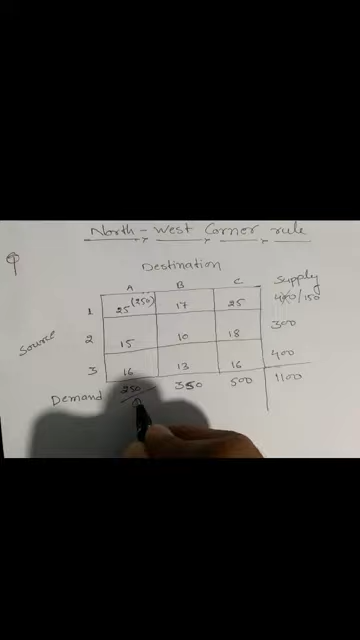 North-West Corner rule
Q
Destination
A B C Supply
1 25 (250) 17 25 400/150
Source 2 15 10 18 300
3 16 13 16 400
Demand 250 350 500 1100